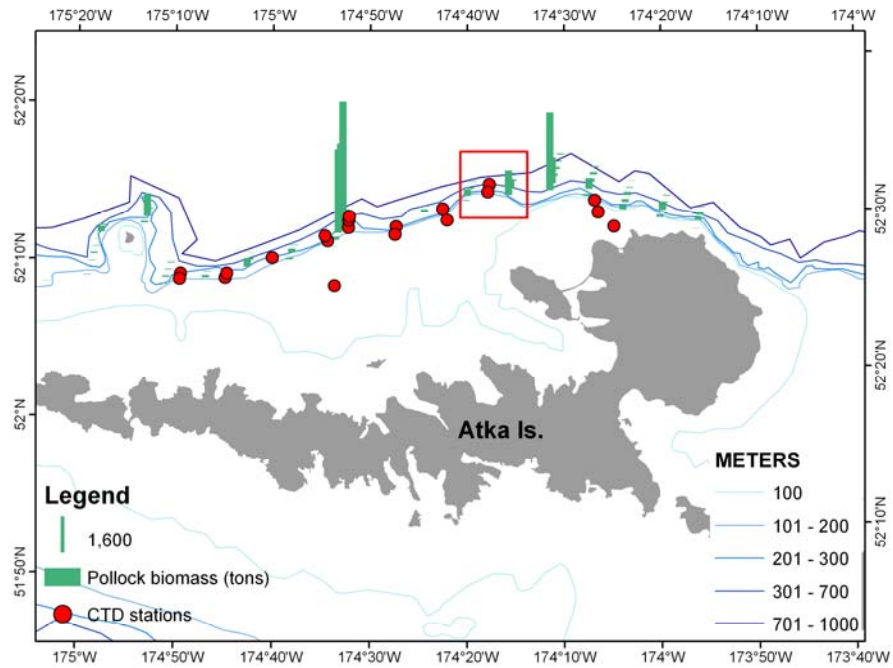 175°20'W 175°10'W 175°W 174°50'W 174°40'W 174°30'W 174°20'W 174°10'W 174°W
52°20'N
52°30'N
52°10'N
52°20'N
52°N
Atka Is.
52°10'N
51°50'N
Legend
1,600
Pollock biomass (tons)
CTD stations
METERS
100
101 - 200
201 - 300
301 - 700
701 - 1000
175°W 174°50'W 174°40'W 174°30'W 174°20'W 174°10'W 174°0'W 173°50'W 173°40'W